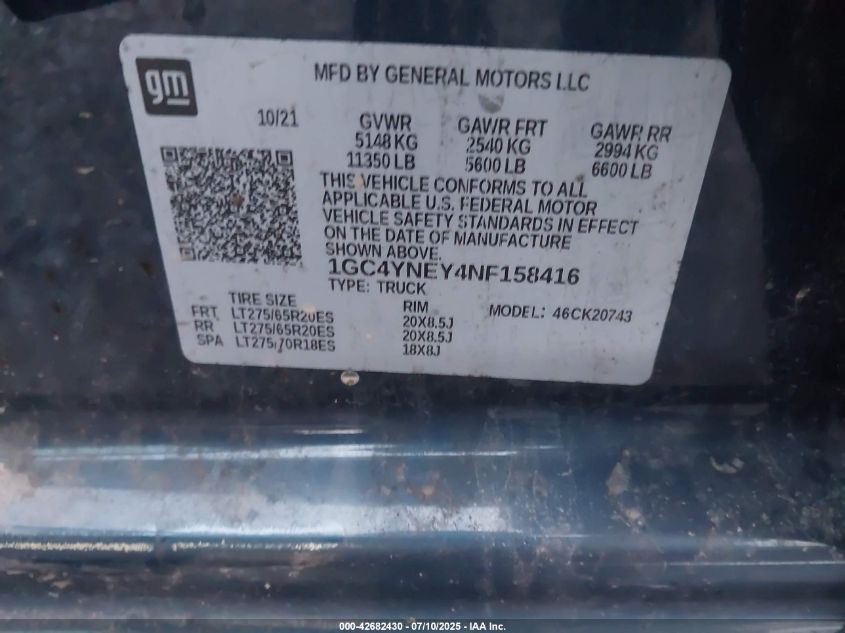 gm
MFD BY GENERAL MOTORS LLC
10/21
GVWR GAWR FRT GAWR RR
5148 KG 2540 KG 2994 KG
11350 LB 5600 LB 6600 LB
THIS VEHICLE CONFORMS TO ALL
APPLICABLE U.S. FEDERAL MOTOR
VEHICLE SAFETY STANDARDS IN EFFECT
ON THE DATE OF MANUFACTURE
SHOWN ABOVE.
1GC4YNEY4NF158416
TYPE: TRUCK
TIRE SIZE RIM MODEL: 46CK20743
FRT LT275/65R20ES 20X8.5J
RR LT275/65R20ES 20X8.5J
SPA LT275/70R18ES 18X8J
000-42682430 - 07/10/2025 - IAA Inc.